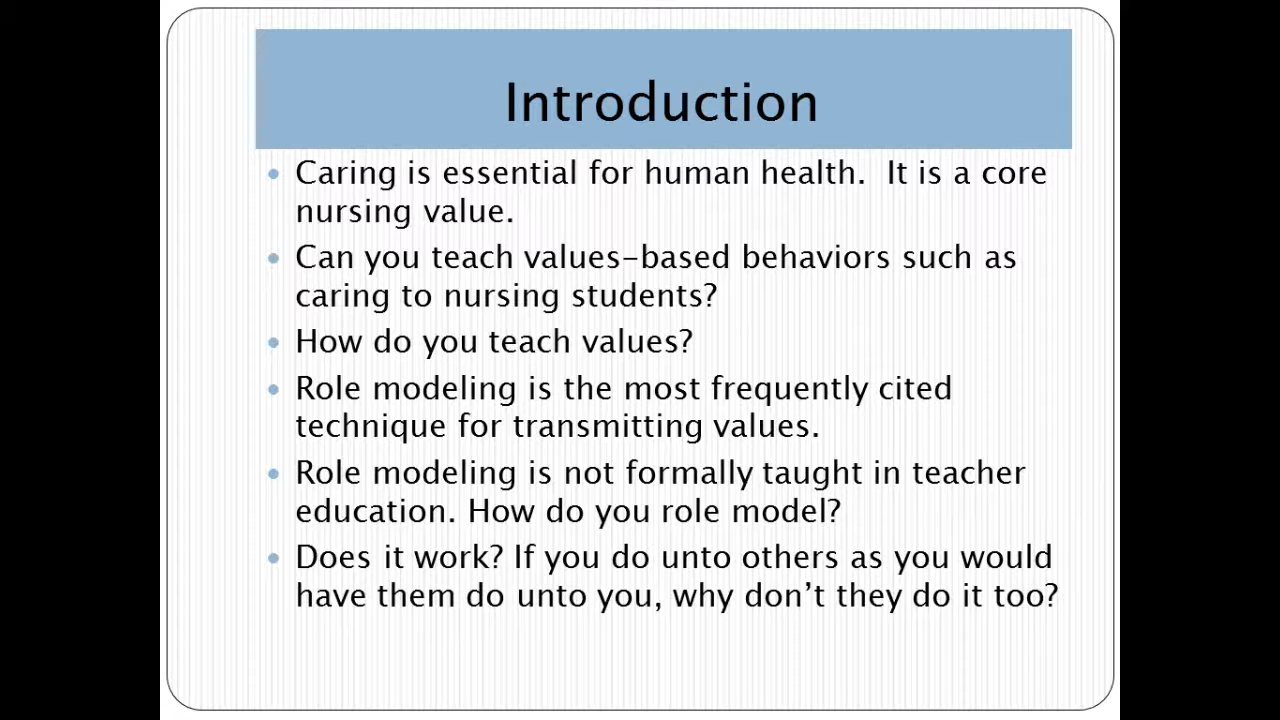 Introduction
• Caring is essential for human health.  It is a core
nursing value.
• Can you teach values-based behaviors such as
caring to nursing students?
• How do you teach values?
• Role modeling is the most frequently cited
technique for transmitting values.
• Role modeling is not formally taught in teacher
education. How do you role model?
• Does it work? If you do unto others as you would
have them do unto you, why don’t they do it too?